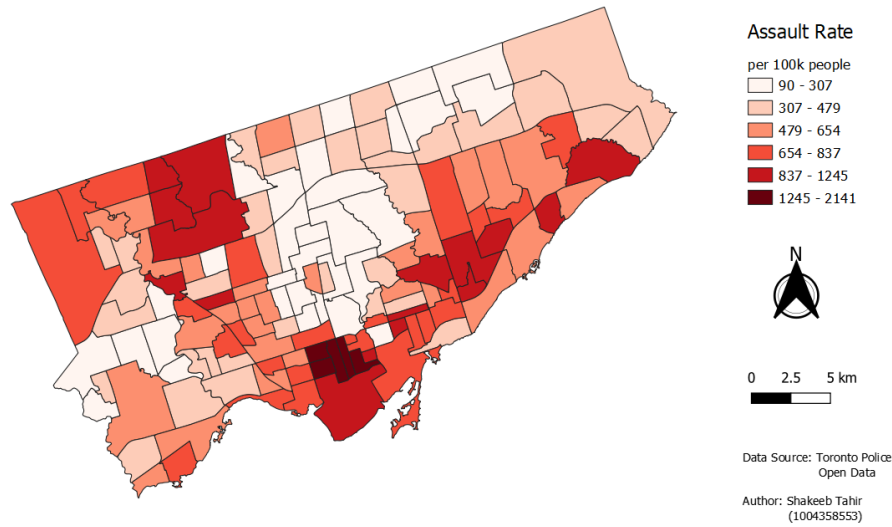 Assault Rate
per 100k people
90 - 307
307 - 479
479 - 654
654 - 837
837 - 1245
1245 - 2141
N
0 2.5 5 km
Data Source: Toronto Police
Open Data
Author: Shakeeb Tahir
(1004358553)